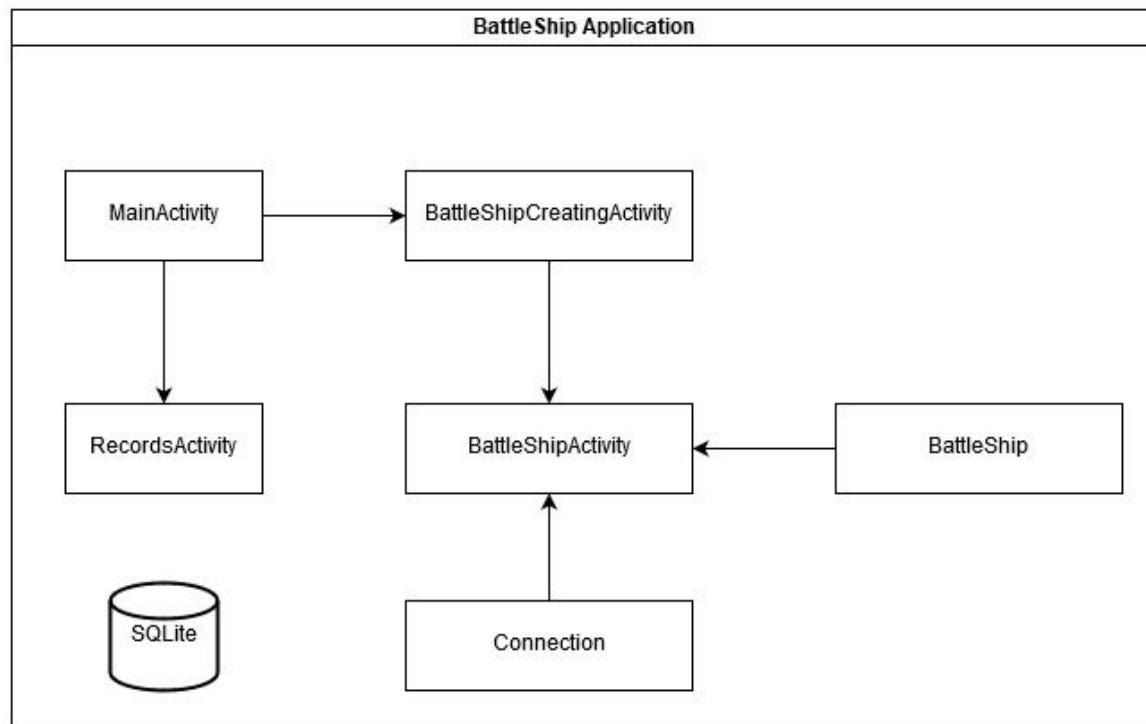 BattleShip Application
MainActivity
BattleShipCreatingActivity
RecordsActivity
BattleShipActivity
BattleShip
SQLite
Connection